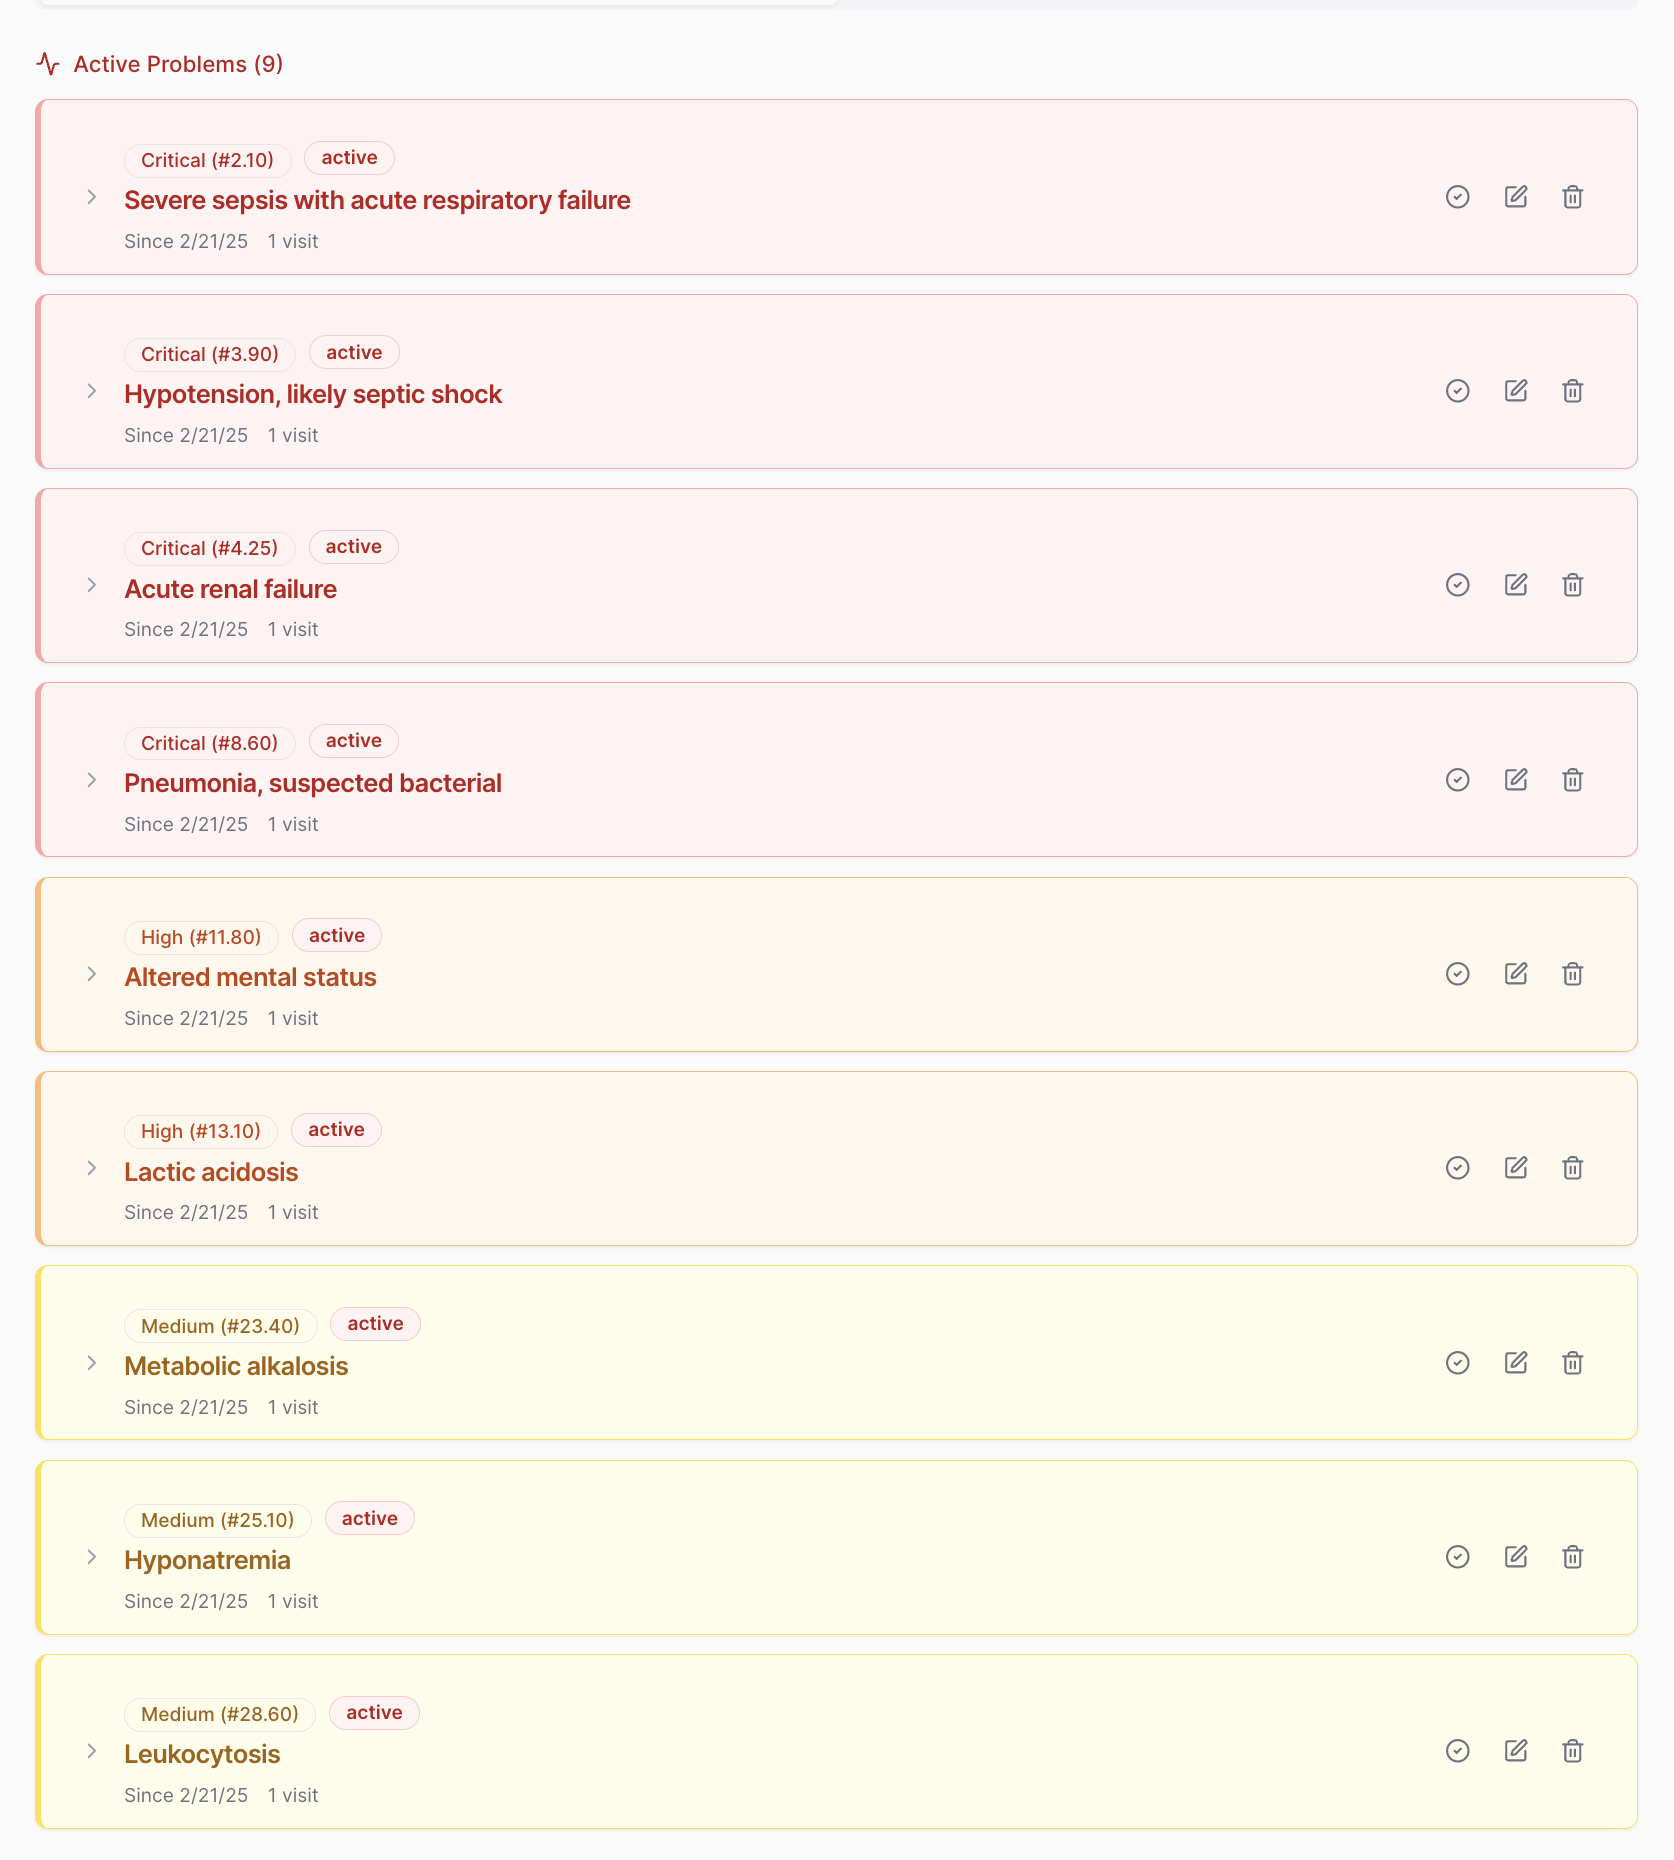 Active Problems (9)
Critical (#2.10) active
Severe sepsis with acute respiratory failure
Since 2/21/25 1 visit
Critical (#3.90) active
Hypotension, likely septic shock
Since 2/21/25 1 visit
Critical (#4.25) active
Acute renal failure
Since 2/21/25 1 visit
Critical (#8.60) active
Pneumonia, suspected bacterial
Since 2/21/25 1 visit
High (#11.80) active
Altered mental status
Since 2/21/25 1 visit
High (#13.10) active
Lactic acidosis
Since 2/21/25 1 visit
Medium (#23.40) active
Metabolic alkalosis
Since 2/21/25 1 visit
Medium (#25.10) active
Hyponatremia
Since 2/21/25 1 visit
Medium (#28.60) active
Leukocytosis
Since 2/21/25 1 visit